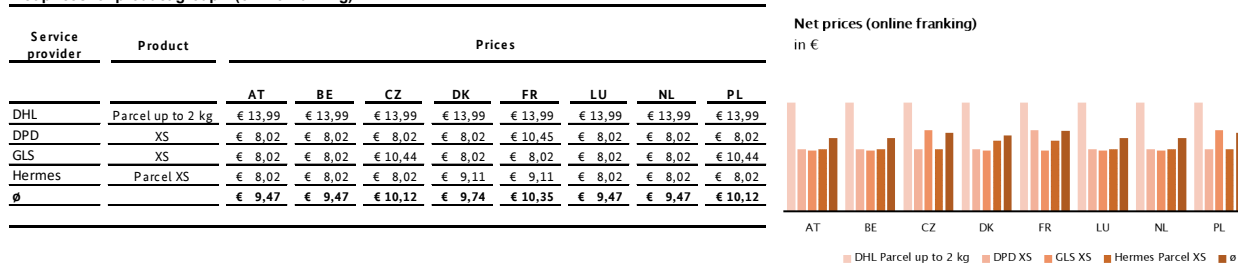 Service provider Product Prices
AT BE CZ DK FR LU NL PL
DHL Parcel up to 2 kg € 13,99 € 13,99 € 13,99 € 13,99 € 13,99 € 13,99 € 13,99 € 13,99
DPD XS € 8,02 € 8,02 € 8,02 € 8,02 € 10,45 € 8,02 € 8,02 € 8,02
GLS XS € 8,02 € 8,02 € 10,44 € 8,02 € 8,02 € 8,02 € 8,02 € 10,44
Hermes Parcel XS € 8,02 € 8,02 € 8,02 € 9,11 € 9,11 € 8,02 € 8,02 € 8,02
ø € 9,47 € 9,47 € 10,12 € 9,74 € 10,35 € 9,47 € 9,47 € 10,12
Net prices (online franking)
in €
AT BE CZ DK FR LU NL PL
DHL Parcel up to 2 kg DPD XS GLS XS Hermes Parcel XS ø